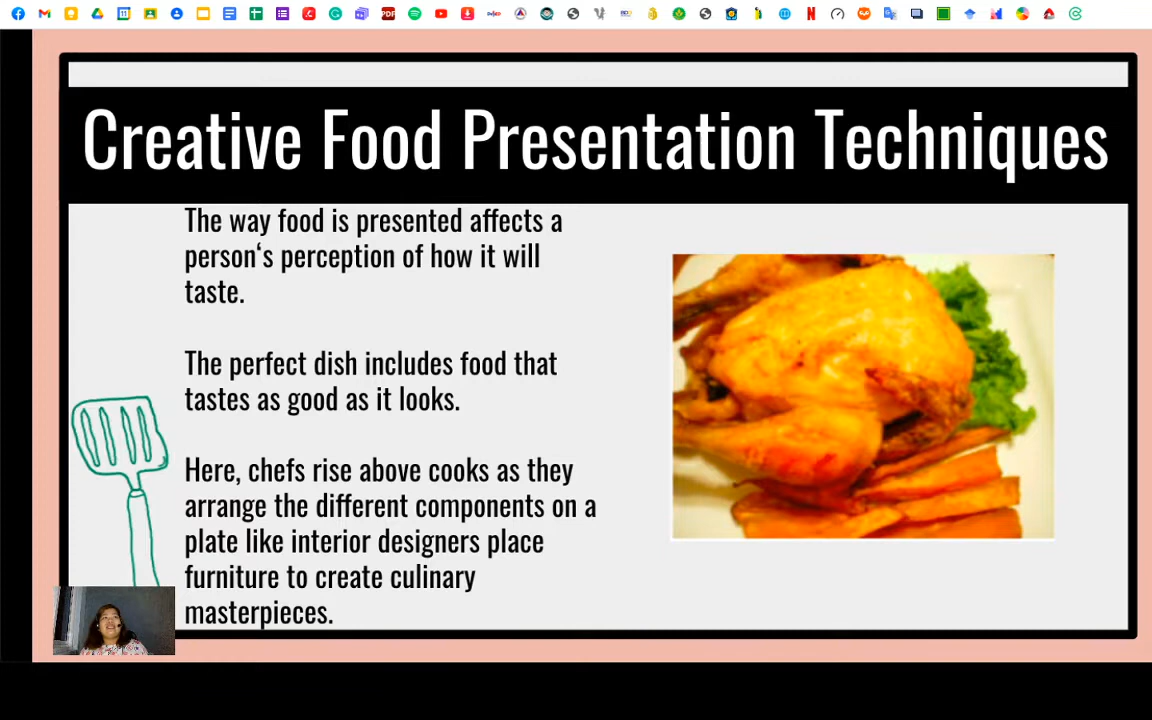 Creative Food Presentation Techniques
The way food is presented affects a
person‘s perception of how it will
taste.
The perfect dish includes food that
tastes as good as it looks.
Here, chefs rise above cooks as they
arrange the different components on a
plate like interior designers place
furniture to create culinary
masterpieces.